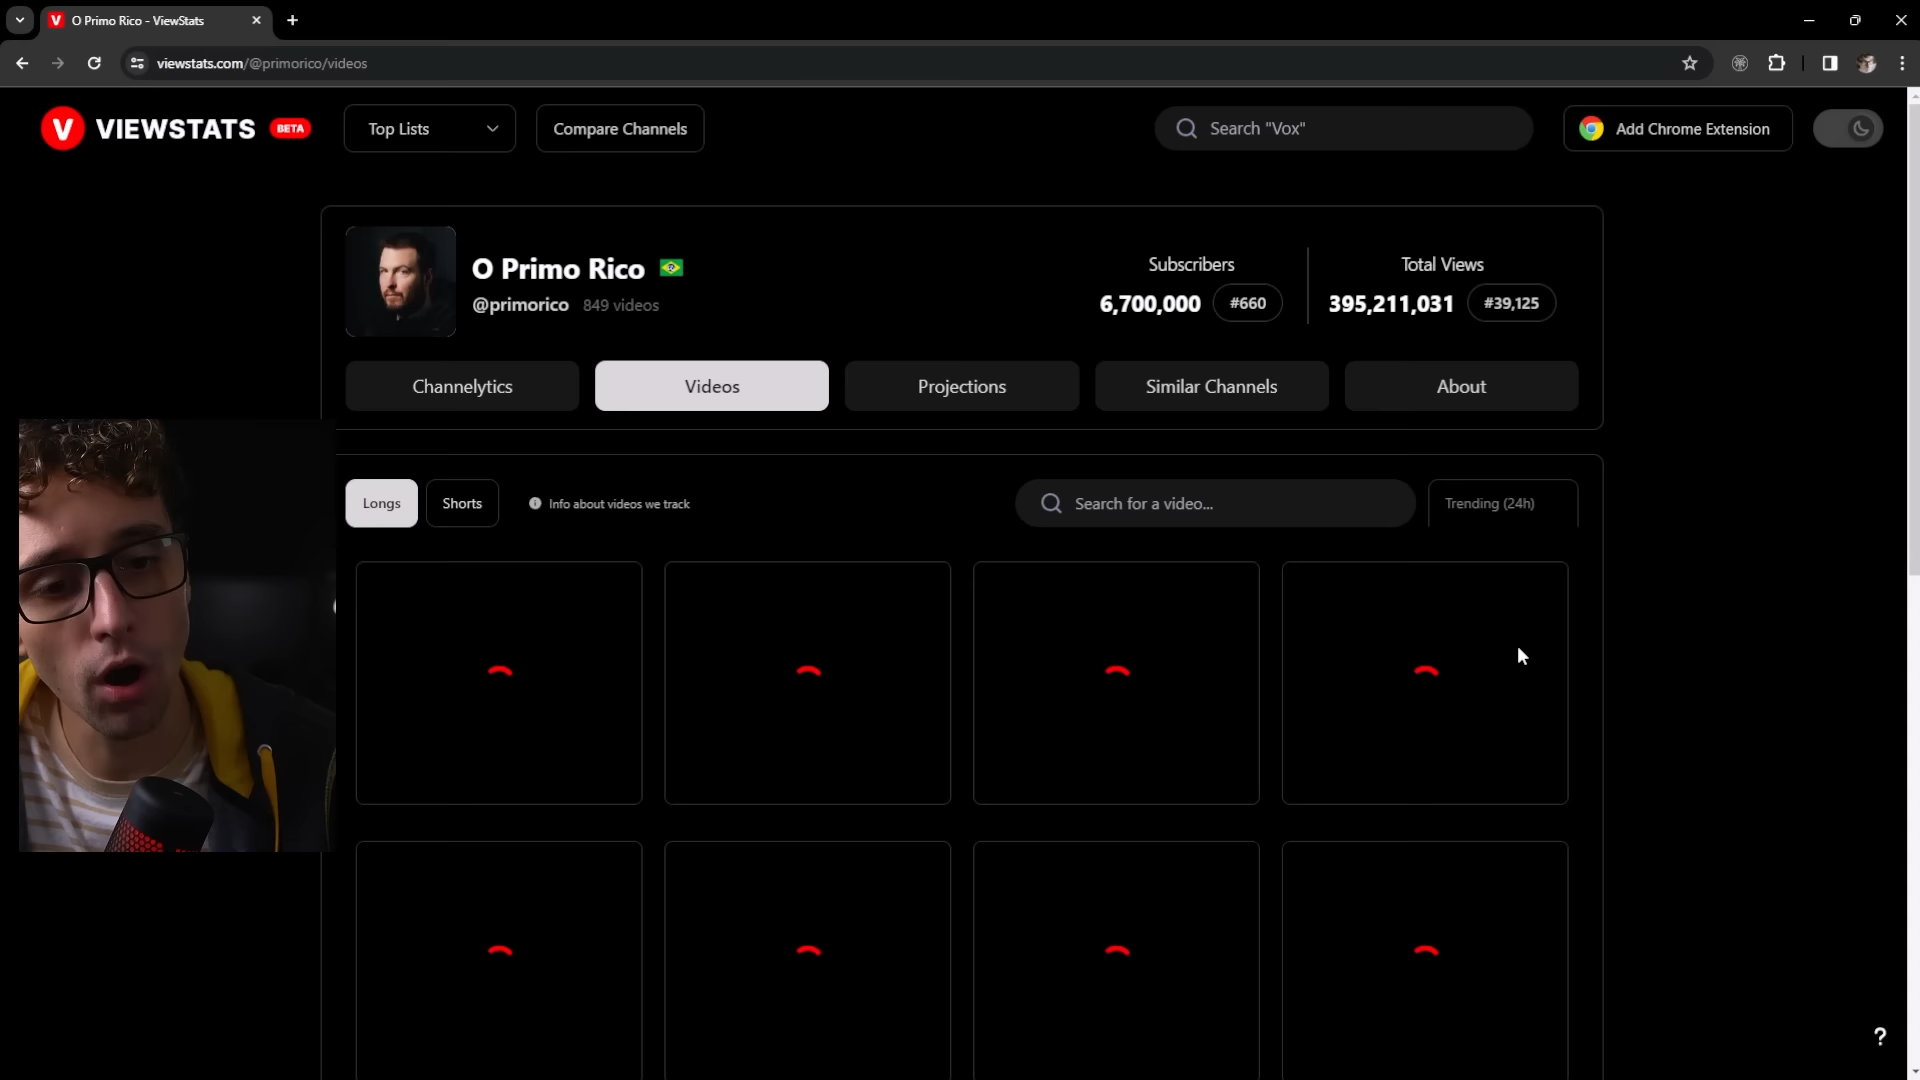 O Primo Rico - ViewStats
viewstats.com/@primorico/videos
V VIEWSTATS BETA
Top Lists
Compare Channels
Search "Vox"
Add Chrome Extension
O Primo Rico
@primorico 849 videos
Subscribers
6,700,000 #660
Total Views
395,211,031 #39,125
Channelytics
Videos
Projections
Similar Channels
About
Longs
Shorts
Info about videos we track
Search for a video...
Trending (24h)
?